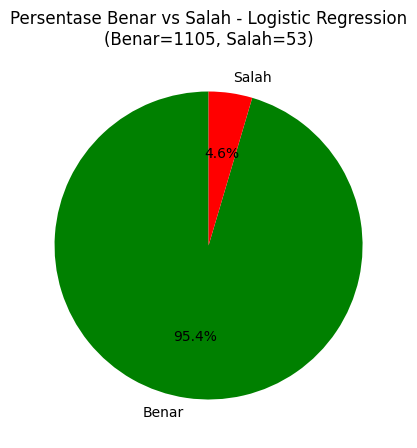 Persentase Benar vs Salah - Logistic Regression
(Benar=1105, Salah=53)
Salah
4.6%
95.4%
Benar